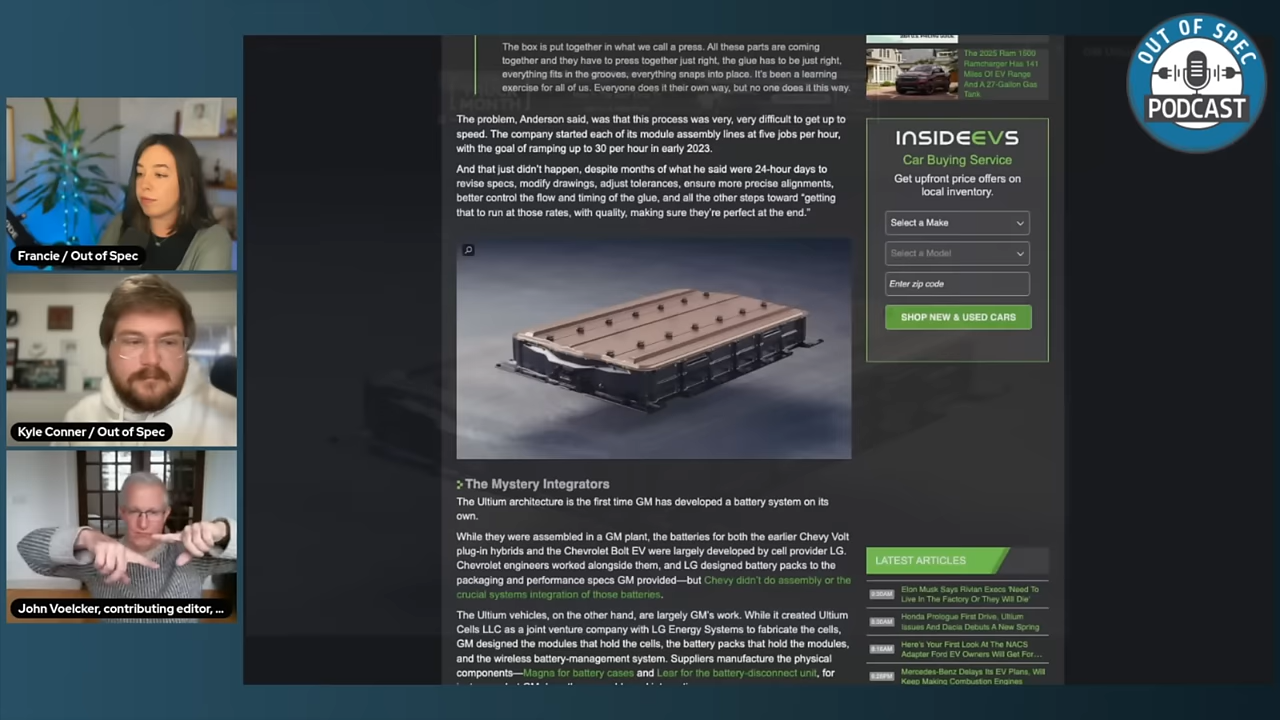 OUT OF SPEC
PODCAST
Francie / Out of Spec
Kyle Conner / Out of Spec
John Voelcker, contributing editor, ...
The box is put together in what we call a press. All these parts are coming
together and they have to press together just right, the glue has to be just right,
everything fits in the grooves, everything snaps into place. It's been a learning
exercise for all of us. Everyone does it their own way, but no one does it this way.
The problem, Anderson said, was that this process was very, very difficult to get up to
speed. The company started each of its module assembly lines at five jobs per hour,
with the goal of ramping up to 30 per hour in early 2023.
And that just didn't happen, despite months of what he said were 24-hour days to
revise specs, modify drawings, adjust tolerances, ensure more precise alignments,
better control the flow and timing of the glue, and all the other steps toward "getting
that to run at those rates, with quality, making sure they're perfect at the end."
The Mystery Integrators
The Ultium architecture is the first time GM has developed a battery system on its
own.
While they were assembled in a GM plant, the batteries for both the earlier Chevy Volt
plug-in hybrids and the Chevrolet Bolt EV were largely developed by cell provider LG.
Chevrolet engineers worked alongside them, and LG designed battery packs to the
packaging and performance specs GM provided—but Chevy didn't do assembly or the
crucial systems integration of those batteries.
The Ultium vehicles, on the other hand, are largely GM's work. While it created Ultium
Cells LLC as a joint venture company with LG Energy Systems to fabricate the cells,
GM designed the modules that hold the cells, the battery packs that hold the modules,
and the wireless battery-management system. Suppliers manufacture the physical
components—Magna for battery cases and Lear for the battery-disconnect unit, for
The 2025 Ram 1500
Ramcharger Has 141
Miles Of EV Range
And A 27-Gallon Gas
Tank
INSIDEEVS
Car Buying Service
Get upfront price offers on
local inventory.
Select a Make
Select a Model
Enter zip code
SHOP NEW & USED CARS
LATEST ARTICLES
Elon Musk Says Rivian Execs 'Need To
Live In The Factory Or They Will Die'
Honda Prologue First Drive, Ultium
Issues And Dacia Debuts A New Spring
Here's Your First Look At The NACS
Adapter Ford EV Owners Will Get For...
Mercedes-Benz Delays Its EV Plans, Will
Keep Making Combustion Engines